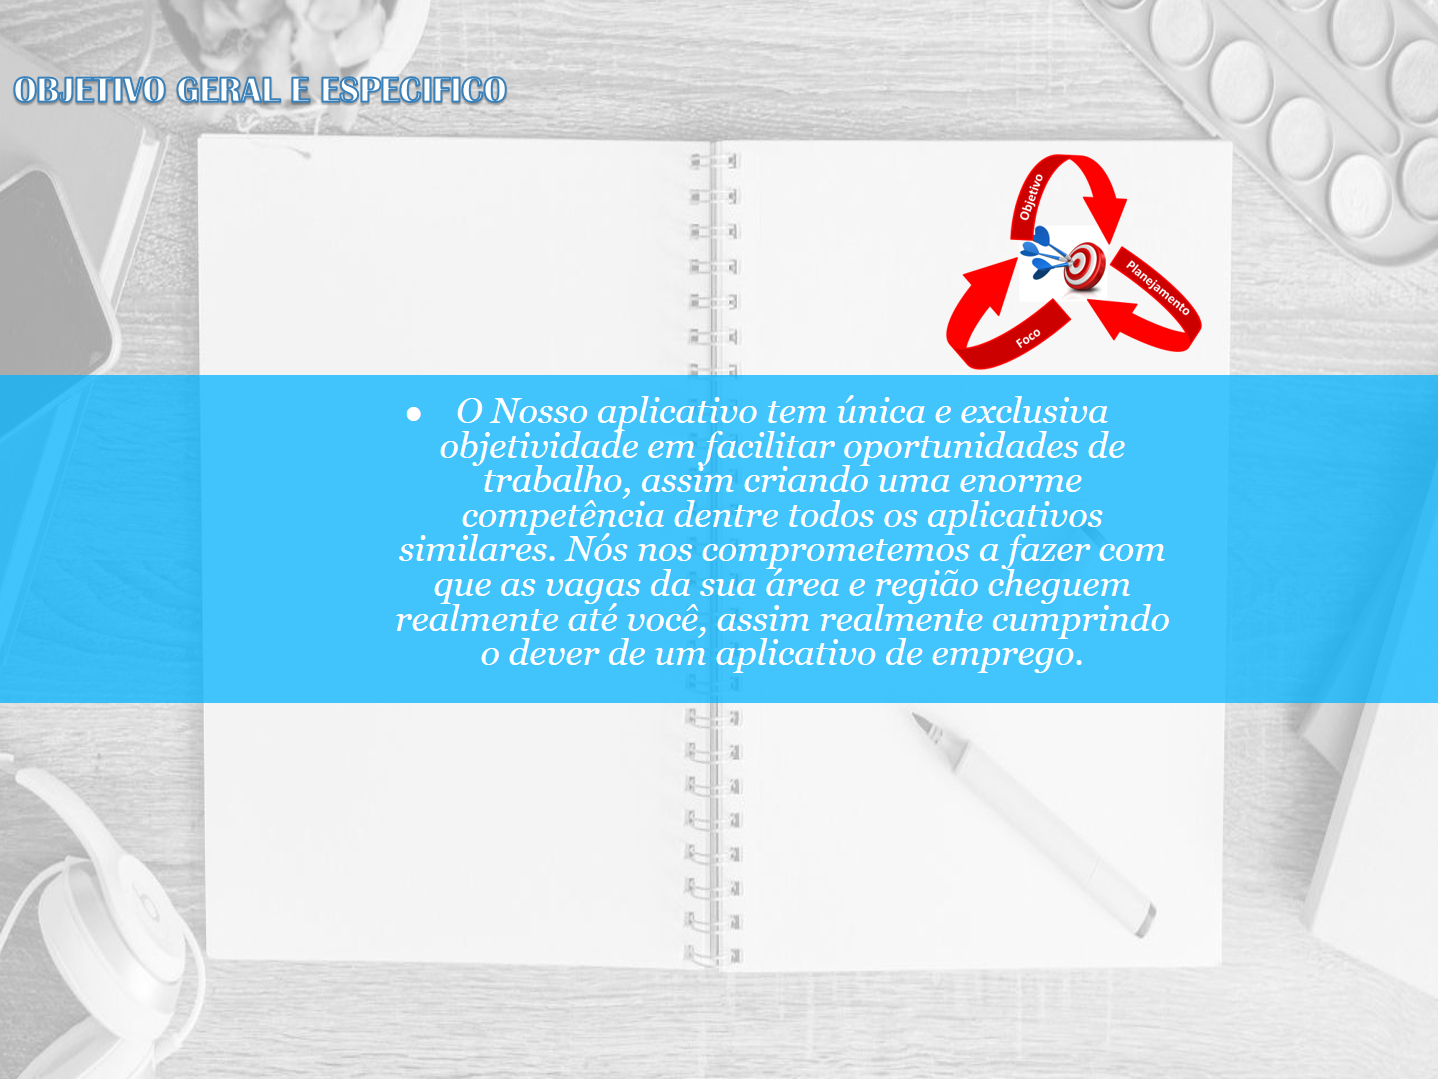 OBJETIVO GERAL E ESPECIFICO
Objetivo
Planejamento
Foco
● O Nosso aplicativo tem única e exclusiva
objetividade em facilitar oportunidades de
trabalho, assim criando uma enorme
competência dentre todos os aplicativos
similares. Nós nos comprometemos a fazer com
que as vagas da sua área e região cheguem
realmente até você, assim realmente cumprindo
o dever de um aplicativo de emprego.